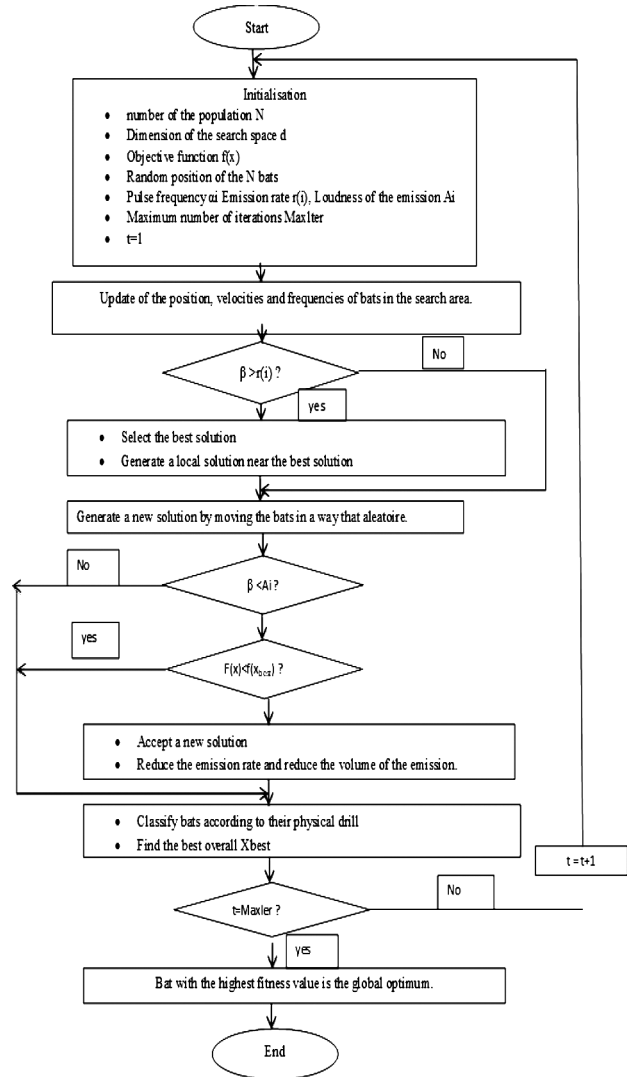 Start
Initialisation
• number of the population N
• Dimension of the search space d
• Objective function f(x)
• Random position of the N bats
• Pulse frequency αi Emission rate r(i), Loudness of the emission Ai
• Maximum number of iterations MaxIter
• t=1
Update of the position, velocities and frequencies of bats in the search area.
β >r(i) ?
No
yes
• Select the best solution
• Generate a local solution near the best solution
Generate a new solution by moving the bats in a way that aleatoire.
No
β <Ai ?
yes
F(x)<f(x) ?
• Accept a new solution
• Reduce the emission rate and reduce the volume of the emission.
• Classify bats according to their physical drill
• Find the best overall Xbest
t = t+1
t=MaxIer ?
No
yes
Bat with the highest fitness value is the global optimum.
End